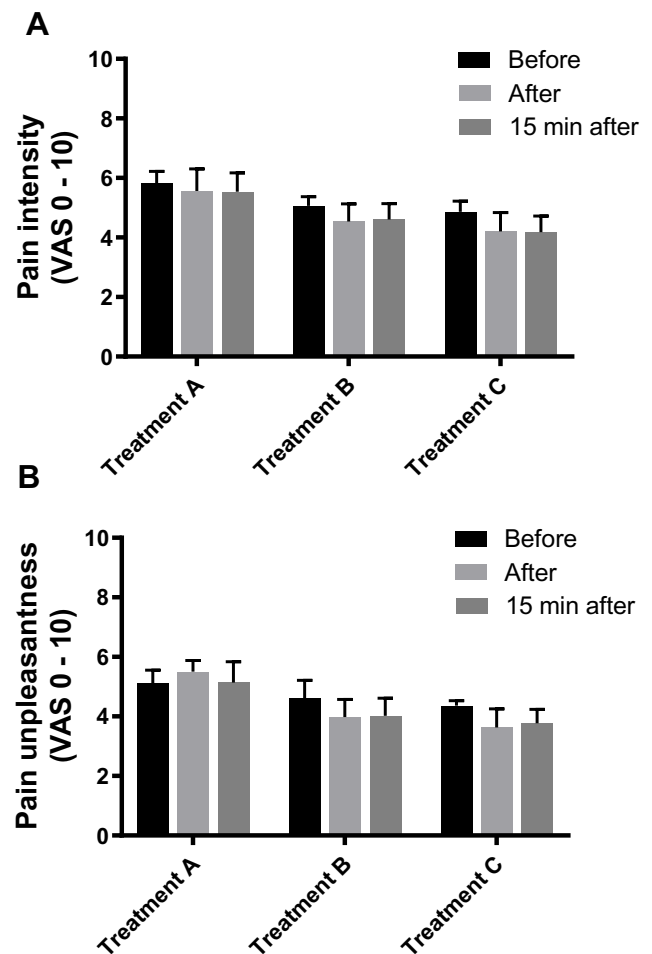 A
Pain intensity
(VAS 0 - 10)
10
8
6
4
2
0
Before
After
15 min after
Treatment A
Treatment B
Treatment C
B
Pain unpleasantness
(VAS 0 - 10)
10
8
6
4
2
0
Before
After
15 min after
Treatment A
Treatment B
Treatment C